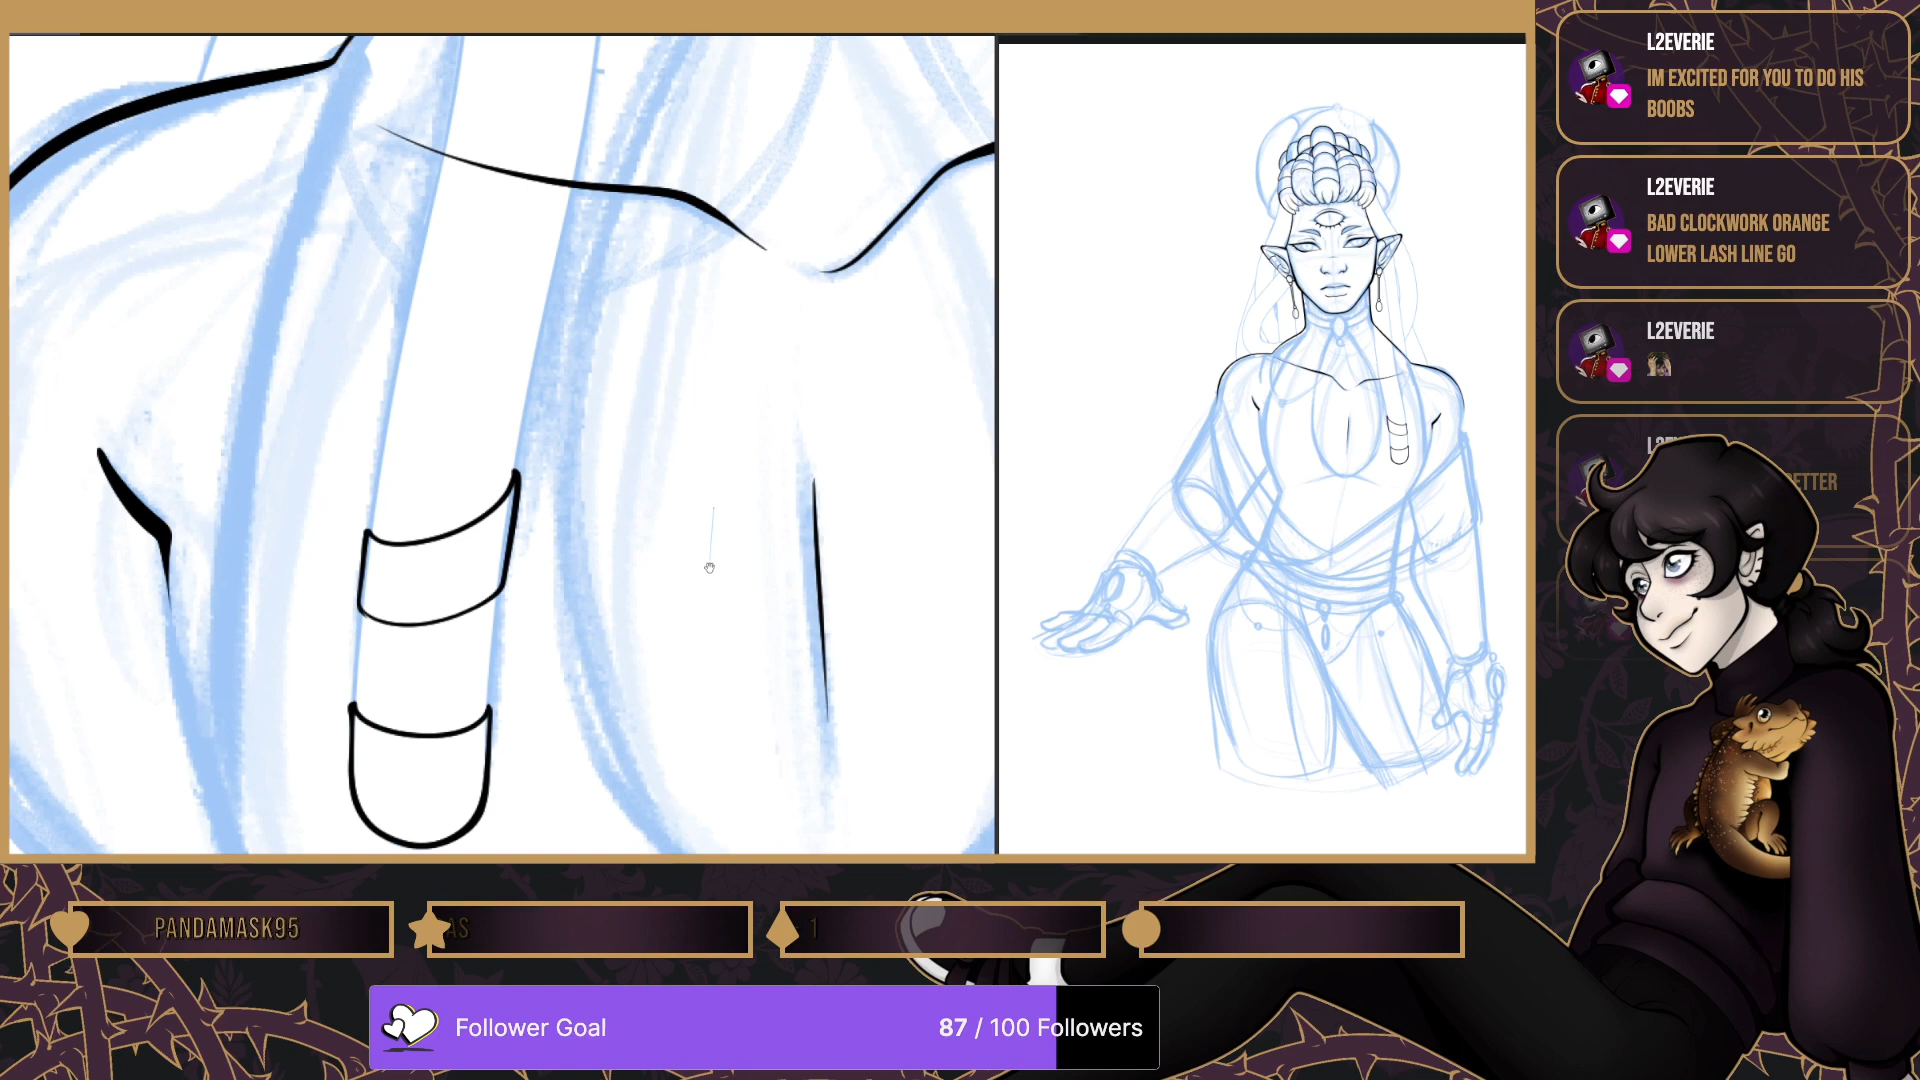 L2EVERIE
IM EXCITED FOR YOU TO DO HIS
BOOBS
L2EVERIE
BAD CLOCKWORK ORANGE
LOWER LASH LINE GO
L2EVERIE
PANDAMASK95
AS
1
Follower Goal
87 / 100 Followers